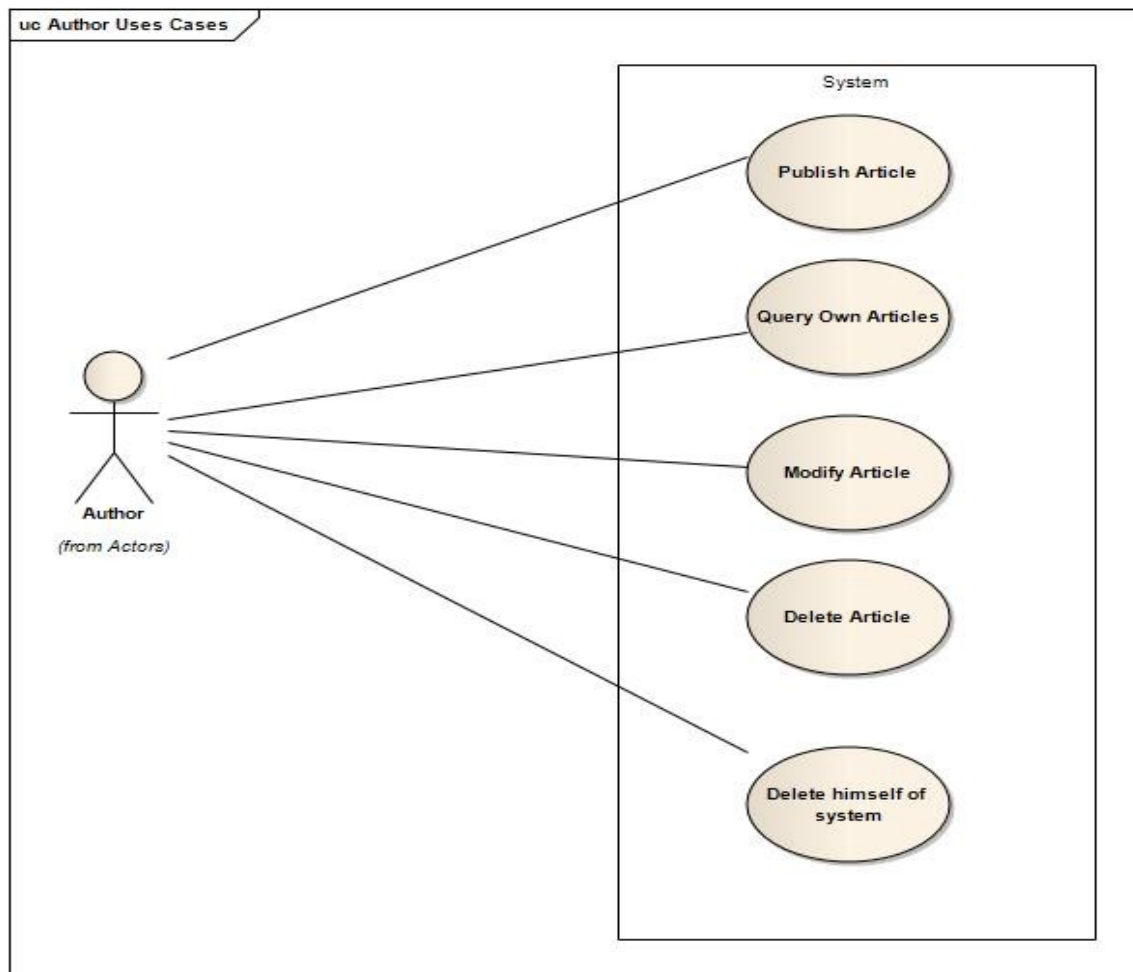 uc Author Uses Cases
System
Publish Article
Query Own Articles
Modify Article
Delete Article
Delete himself of
system
Author
(from Actors)